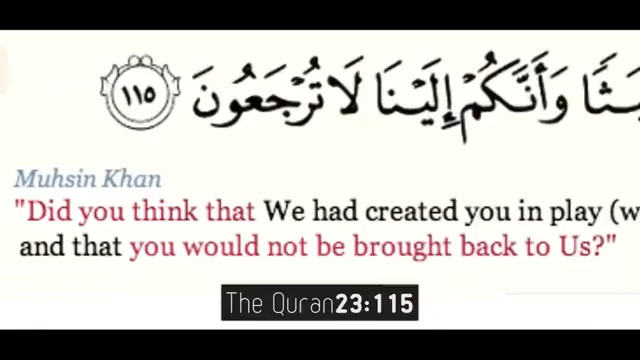 وَأَنَّكُمْ إِلَيْنَا لَا تُرْجَعُونَ ١١٥
Muhsin Khan
"Did you think that We had created you in play (w
and that you would not be brought back to Us?"
The Quran23:115